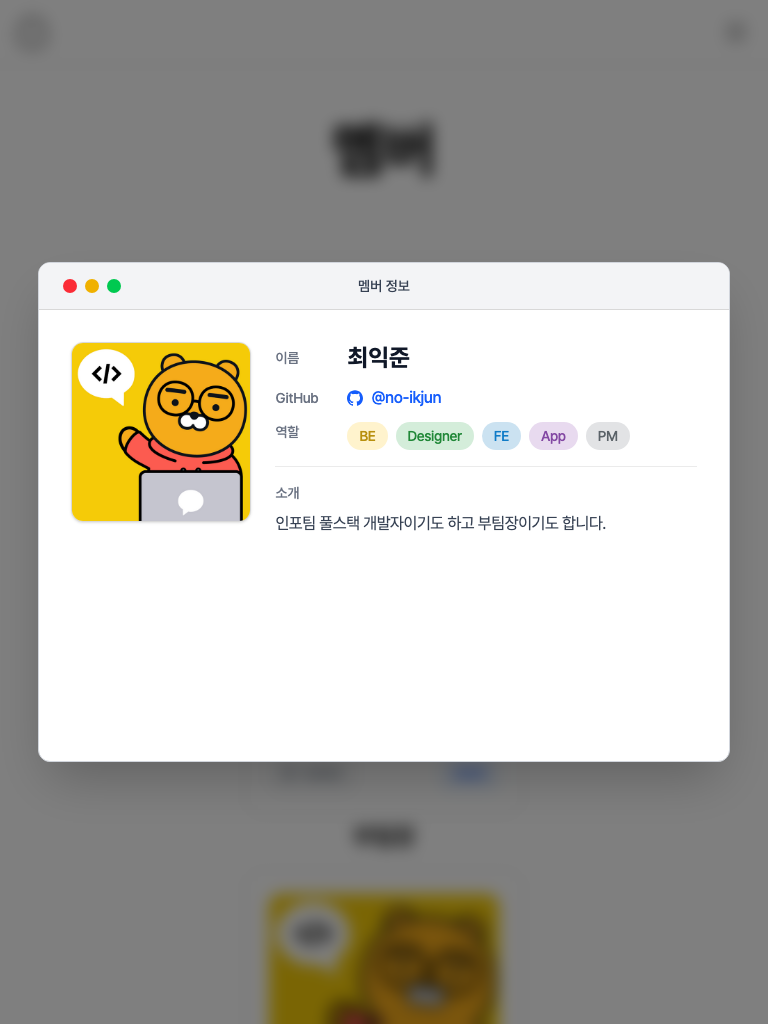 멤버
멤버 정보
</>
이름 최익준
GitHub @no-ikjun
역할 BE Designer FE App PM
소개
인포팀 풀스택 개발자이기도 하고 부팀장이기도 합니다.